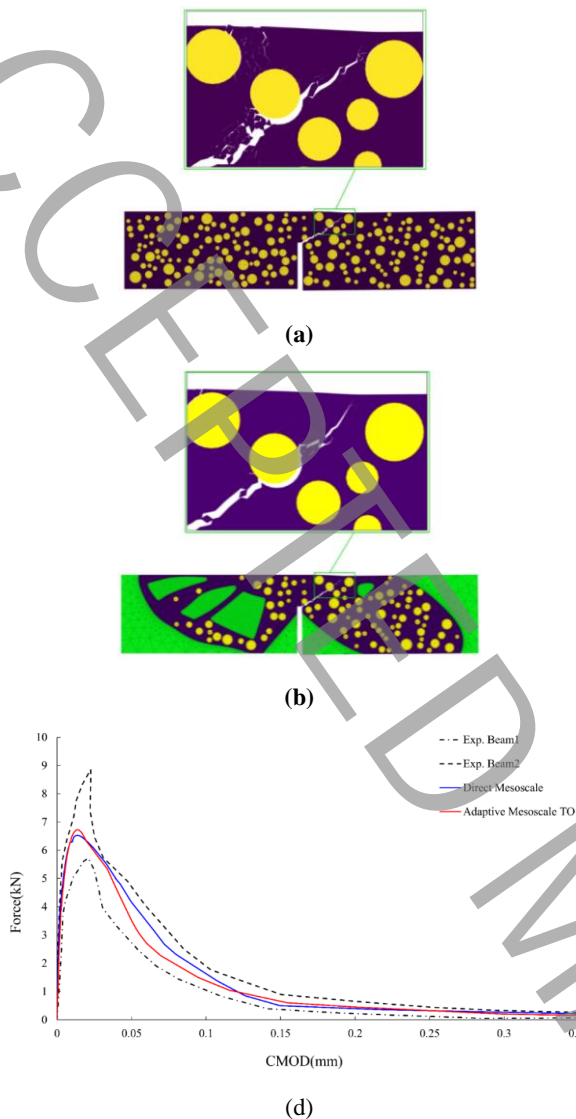 (a)
(b)
10
9
8
7
6
5
4
3
2
1
0
Force(kN)
Exp. Beam1
Exp. Beam2
Direct Mesoscale
Adaptive Mesoscale TO
0 0.05 0.1 0.15 0.2 0.25 0.3
CMOD(mm)
(d)
CCEPTED M